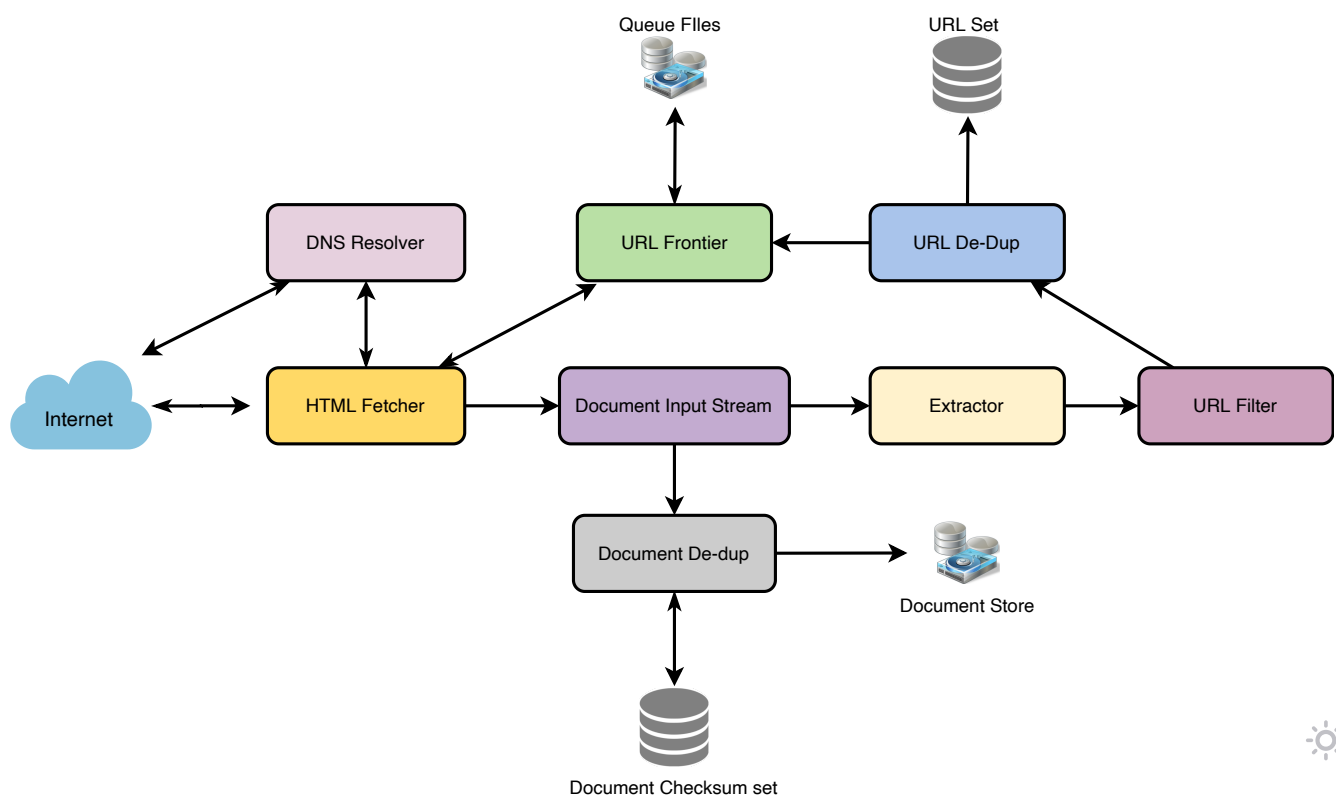 Queue FIles
URL Set
DNS Resolver
URL Frontier
URL De-Dup
Internet
HTML Fetcher
Document Input Stream
Extractor
URL Filter
Document De-dup
Document Store
Document Checksum set